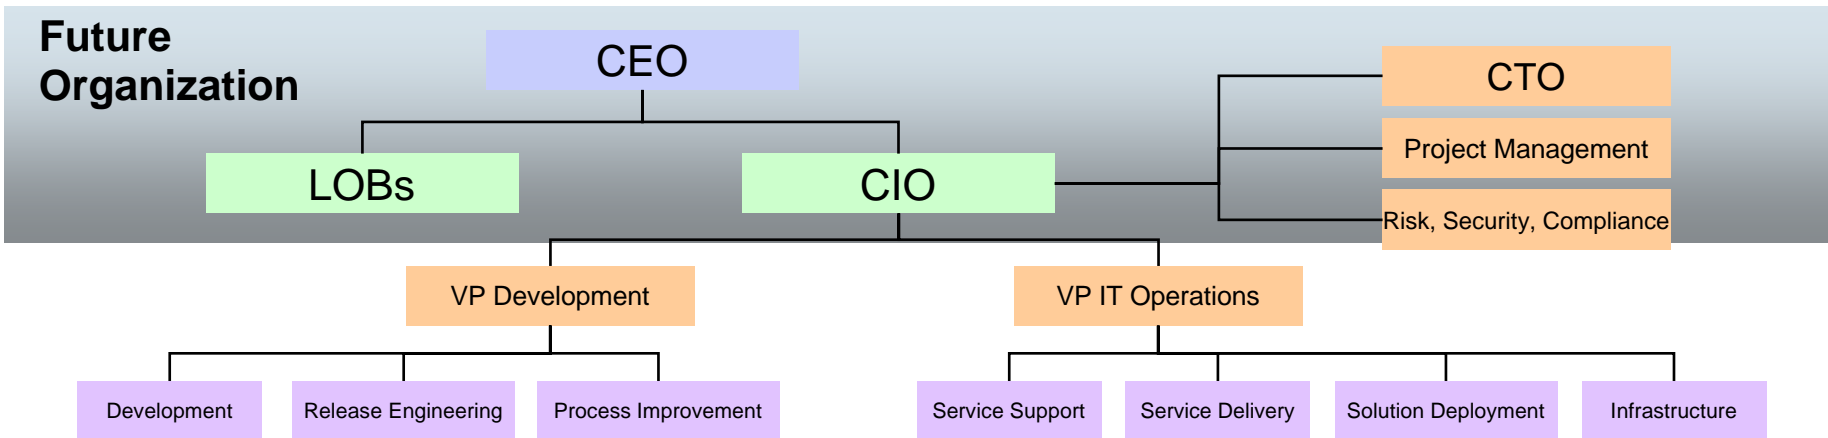 Future
Organization
CEO
CTO
Project Management
LOBs
CIO
Risk, Security, Compliance
VP Development
VP IT Operations
Development
Release Engineering
Process Improvement
Service Support
Service Delivery
Solution Deployment
Infrastructure